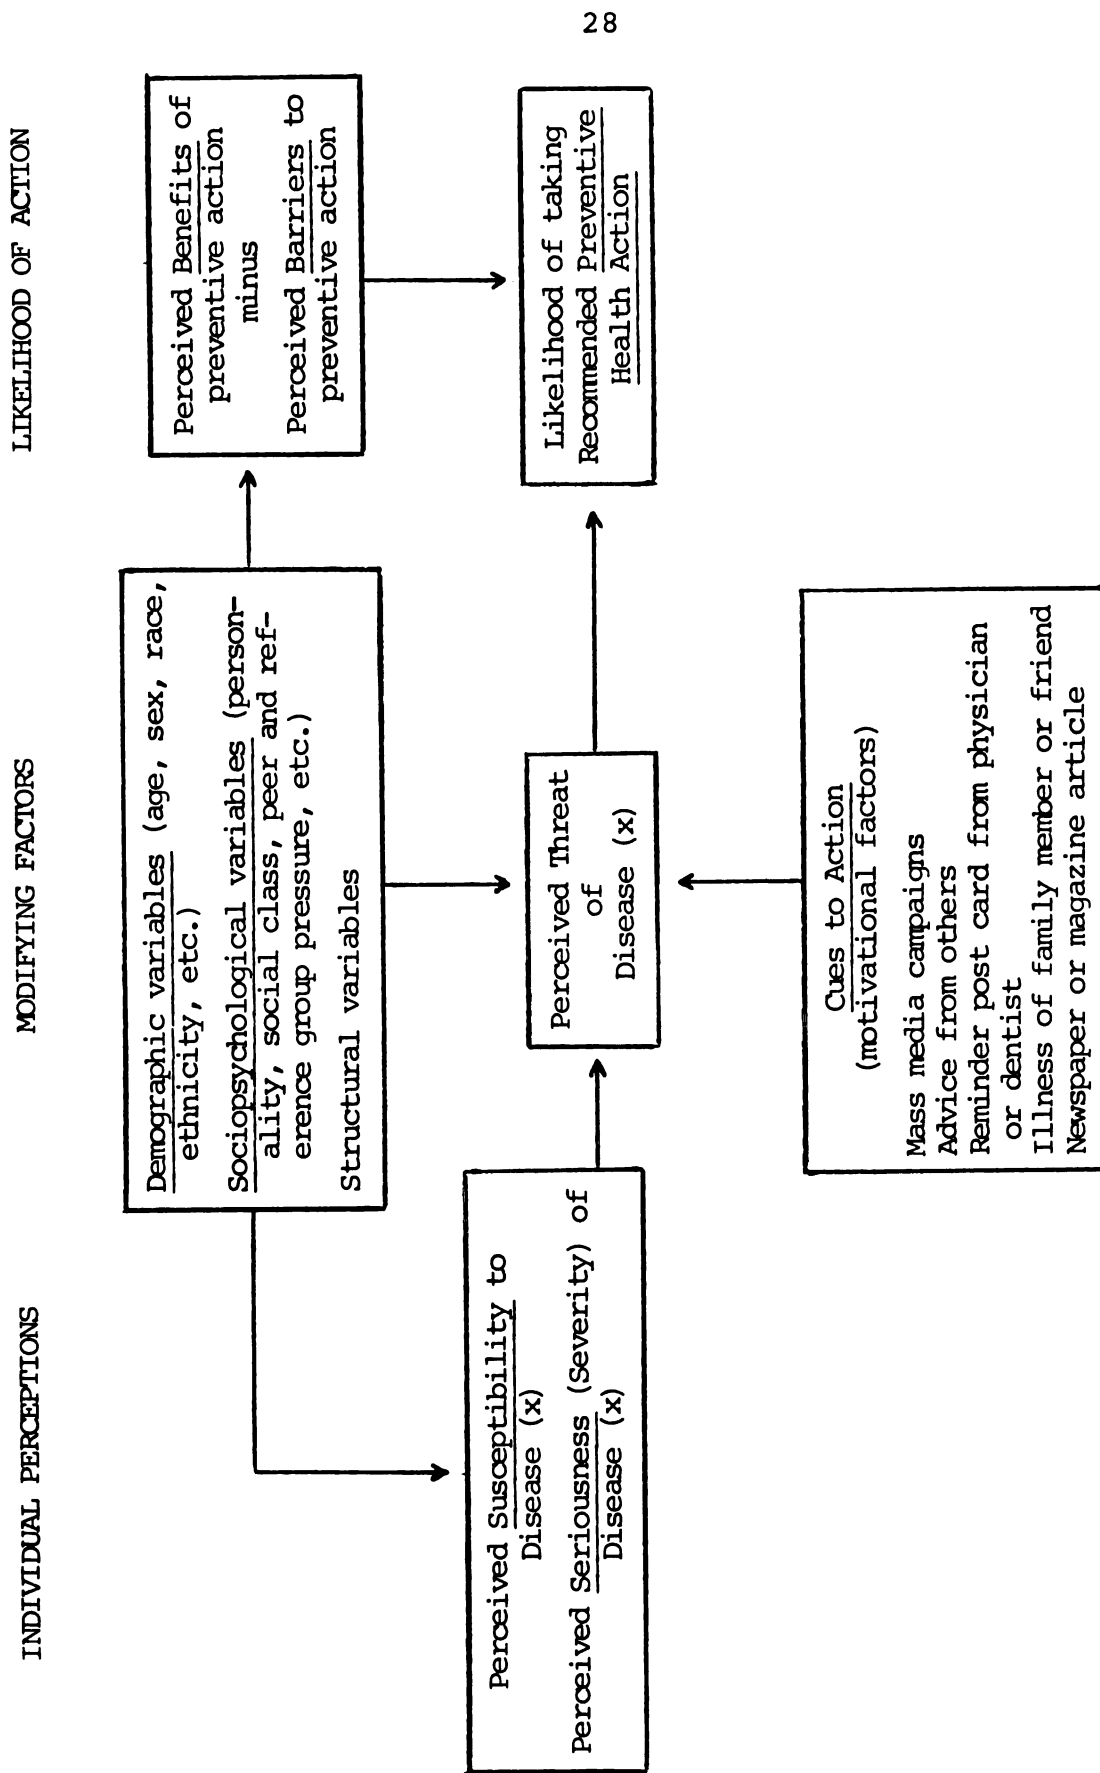 28
INDIVIDUAL PERCEPTIONS
MODIFYING FACTORS
LIKELIHOOD OF ACTION
Demographic variables (age, sex, race,
ethnicity, etc.)
Sociopsychological variables (person-
ality, social class, peer and ref-
erence group pressure, etc.)
Structural variables
Perceived Benefits of
preventive action
minus
Perceived Barriers to
preventive action
Perceived Susceptibility to
Disease (x)
Perceived Seriousness (Severity) of
Disease (x)
Perceived Threat
of
Disease (x)
Likelihood of taking
Recommended Preventive
Health Action
Cues to Action
(motivational factors)
Mass media campaigns
Advice from others
Reminder post card from physician
or dentist
Illness of family member or friend
Newspaper or magazine article